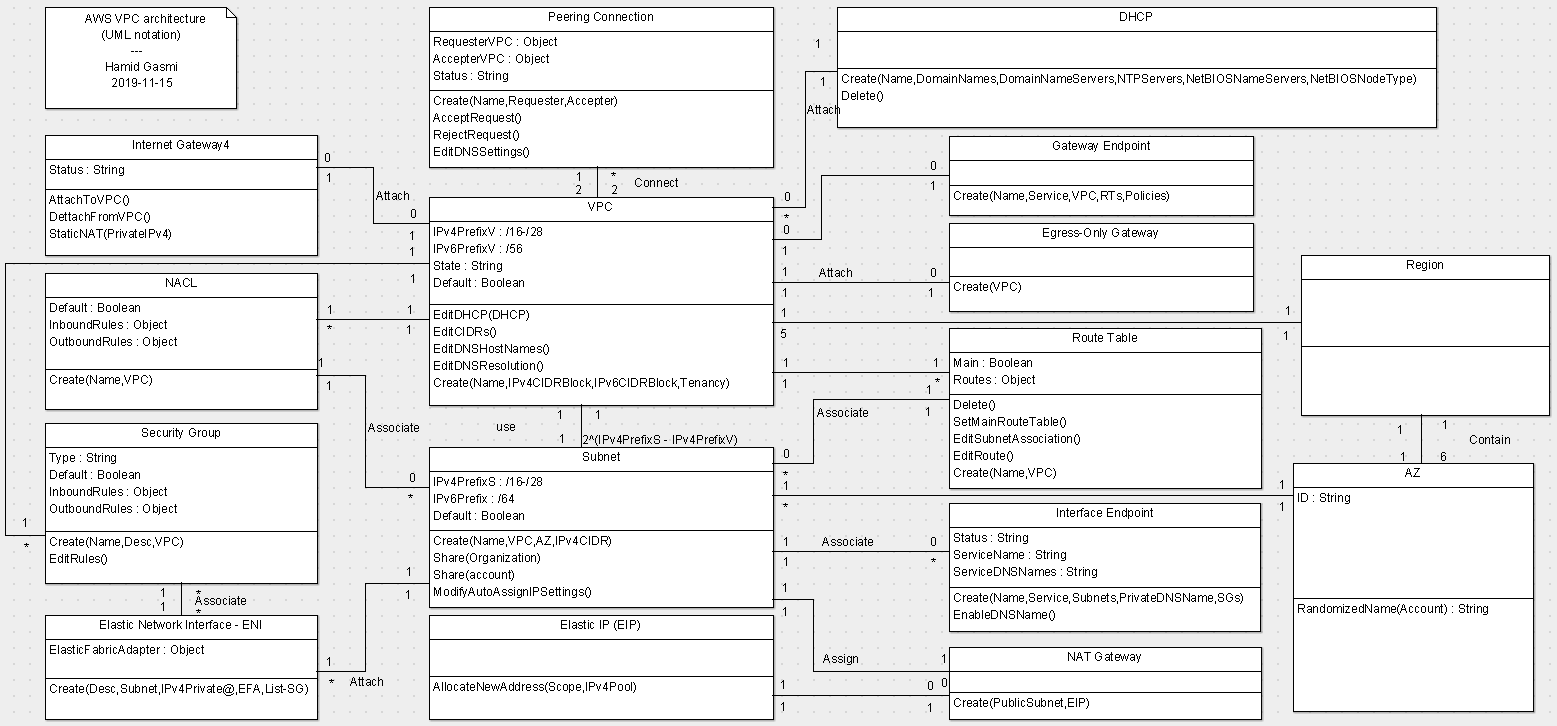 AWS VPC architecture
(UML notation)
---
Hamid Gasmi
2019-11-15
Peering Connection
RequesterVPC : Object
AccepterVPC : Object
Status : String
Create(Name,Requester,Accepter)
AcceptRequest()
RejectRequest()
EditDNSSettings()
1
*
Connect
2
2
DHCP
Create(Name,DomainNames,DomainNameServers,NTPServers,NetBIOSNameServers,NetBIOSNodeType)
Delete()
1
1
Attach
0
*
Internet Gateway4
Status : String
AttachToVPC()
DettachFromVPC()
StaticNAT(PrivateIPv4)
0
1
Attach
0
1
Gateway Endpoint
Create(Name,Service,VPC,RTs,Policies)
0
1
0
1
VPC
IPv4PrefixV : /16-/28
IPv6PrefixV : /56
State : String
Default : Boolean
EditDHCP(DHCP)
EditCIDRs()
EditDNSHostNames()
EditDNSResolution()
Create(Name,IPv4CIDRBlock,IPv6CIDRBlock,Tenancy)
1
1
Egress-Only Gateway
Create(VPC)
1
Attach
0
1
1
Region
1
5
1
1
NACL
Default : Boolean
InboundRules : Object
OutboundRules : Object
Create(Name,VPC)
1
*
1
1
1
1
Associate
0
*
Route Table
Main : Boolean
Routes : Object
Delete()
SetMainRouteTable()
EditSubnetAssociation()
EditRoute()
Create(Name,VPC)
1
1
1
*
1
1
Associate
0
*
1
1
use
1
2^(IPv4PrefixS - IPv4PrefixV)
1
1
Contain
1
6
Security Group
Type : String
Default : Boolean
InboundRules : Object
OutboundRules : Object
Create(Name,Desc,VPC)
EditRules()
1
*
Subnet
IPv4PrefixS : /16-/28
IPv6Prefix : /64
Default : Boolean
Create(Name,VPC,AZ,IPv4CIDR)
Share(Organization)
Share(account)
ModifyAutoAssignIPSettings()
1
*
1
1
AZ
ID : String
RandomizedName(Account) : String
Interface Endpoint
Status : String
ServiceName : String
ServiceDNSNames : String
Create(Name,Service,Subnets,PrivateDNSName,SGs)
EnableDNSName()
1
Associate
0
1
*
1
*
Associate
1
*
Elastic Network Interface - ENI
ElasticFabricAdapter : Object
Create(Desc,Subnet,IPv4Private@,EFA,List-SG)
1
1
1
*
Attach
Elastic IP (EIP)
AllocateNewAddress(Scope,IPv4Pool)
1
1
Assign
1
0
NAT Gateway
Create(PublicSubnet,EIP)
1
0
1
1